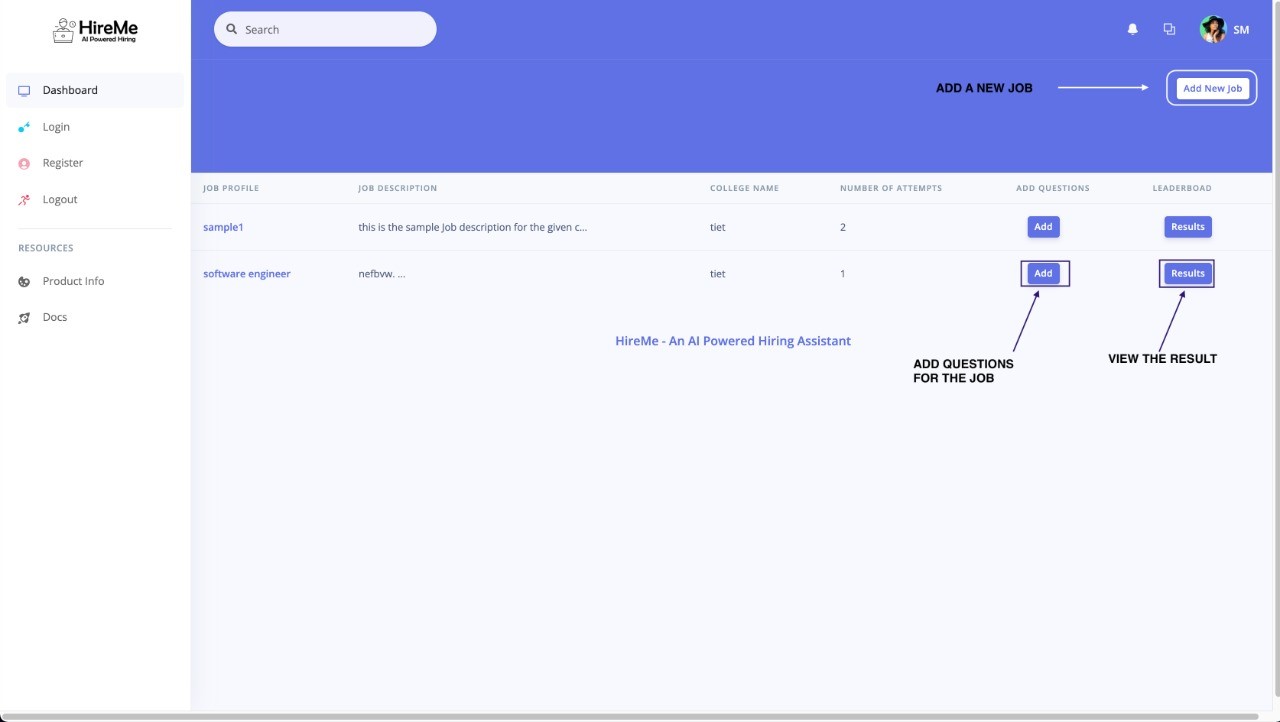 HireMe
AI Powered Hiring
Search
SM
Dashboard
ADD A NEW JOB
Add New Job
Login
Register
Logout
JOB PROFILE JOB DESCRIPTION COLLEGE NAME NUMBER OF ATTEMPTS ADD QUESTIONS LEADERBOAD
sample1 this is the sample Job description for the given c... tiet 2 Add Results
software engineer nefbvw. ... tiet 1 Add Results
RESOURCES
Product Info
Docs
HireMe - An AI Powered Hiring Assistant
ADD QUESTIONS
FOR THE JOB
VIEW THE RESULT